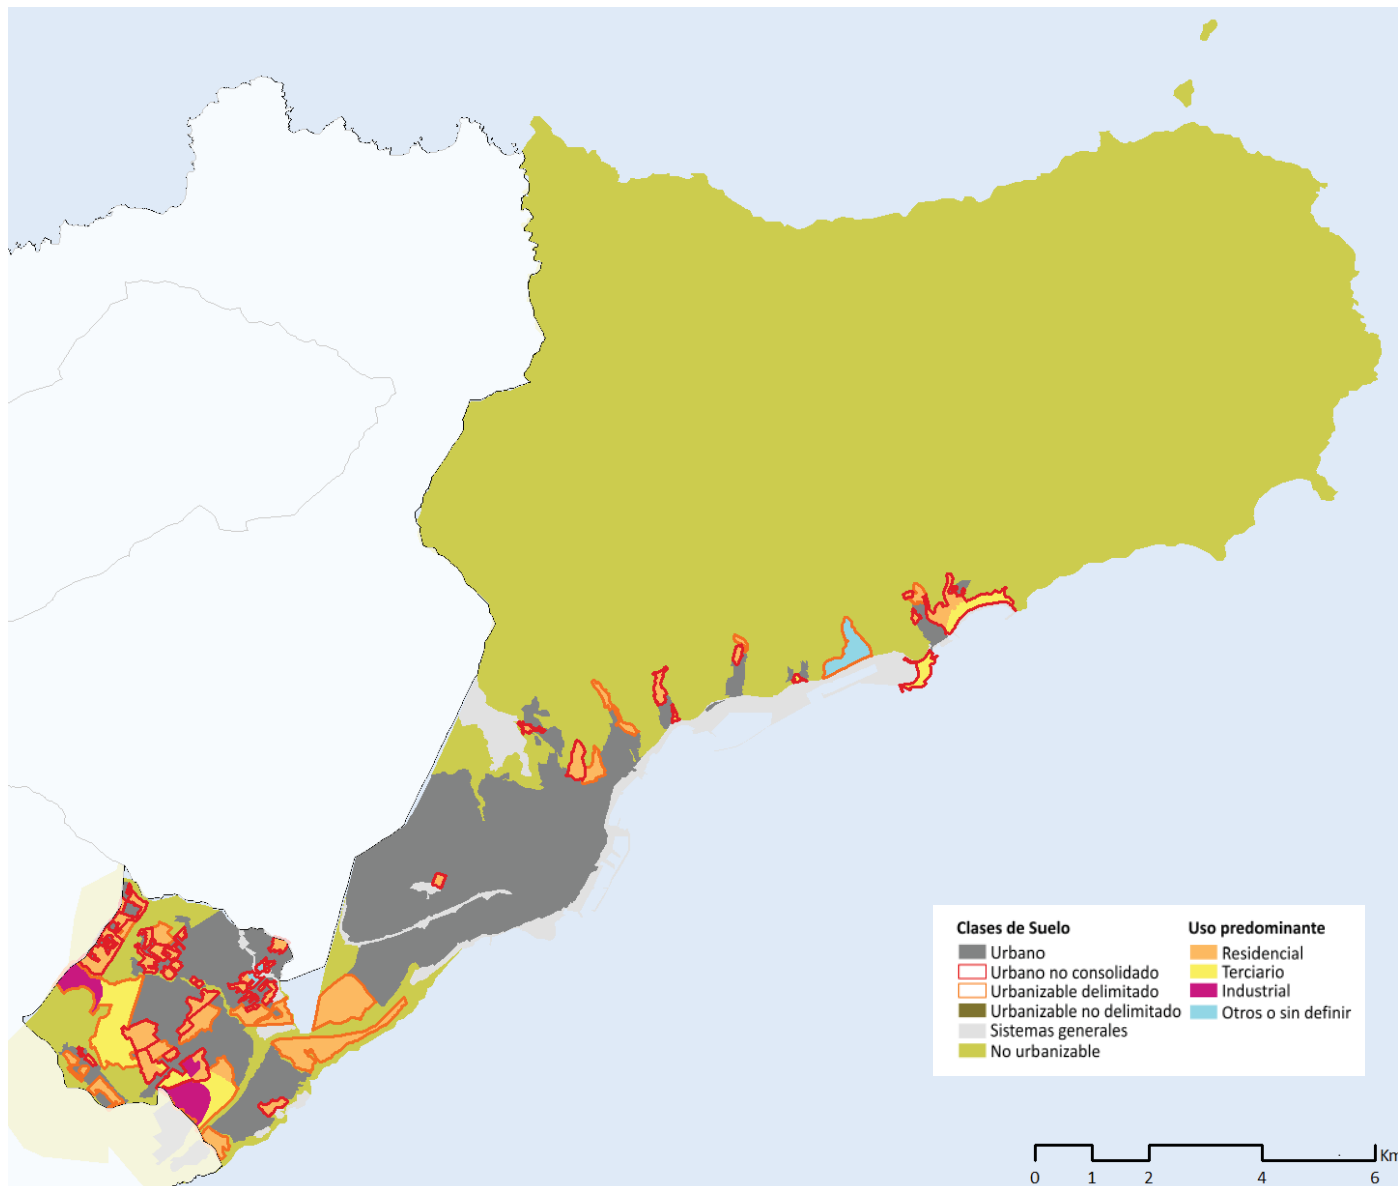 Clases de Suelo
Urbano
Urbano no consolidado
Urbanizable delimitado
Urbanizable no delimitado
Sistemas generales
No urbanizable
Uso predominante
Residencial
Terciario
Industrial
Otros o sin definir
Km
0 1 2 4 6